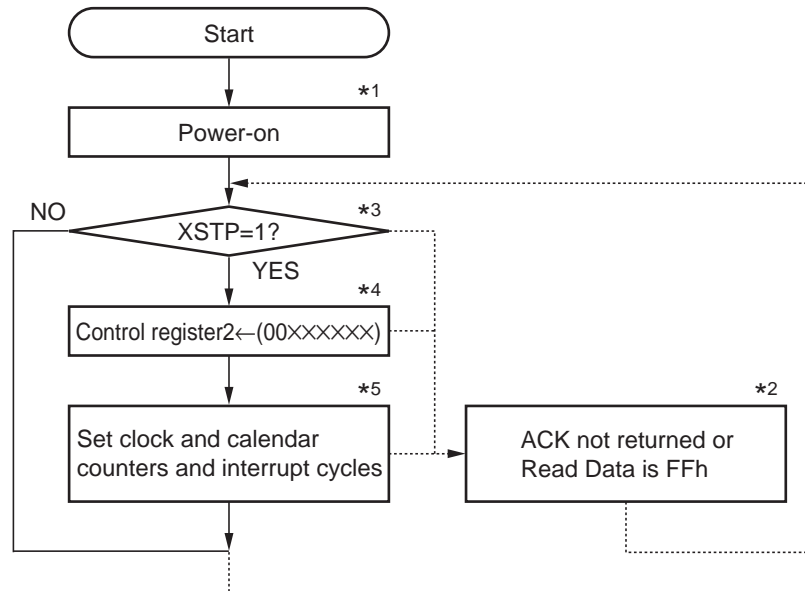 Start
*1
Power-on
NO
*3
XSTP=1?
YES
*4
Control register2←(00XXXXXX)
*5
Set clock and calendar
counters and interrupt cycles
*2
ACK not returned or
Read Data is FFh